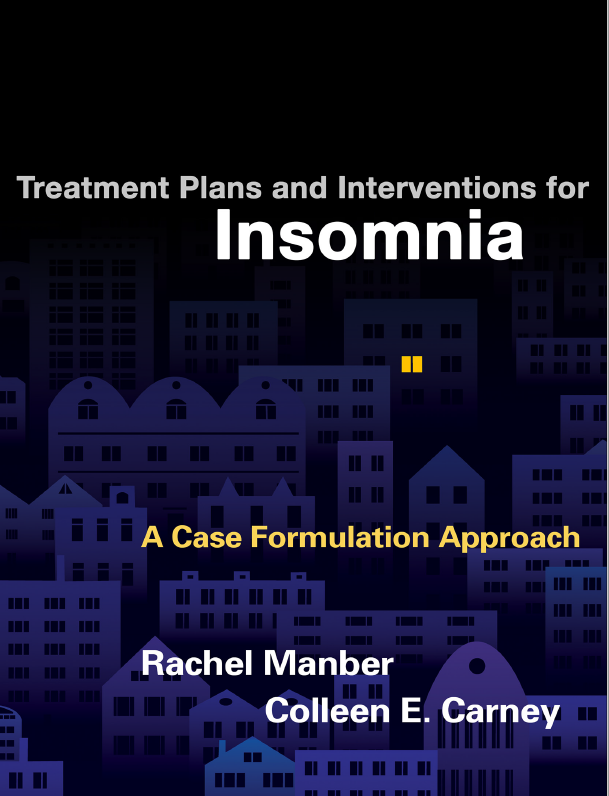 Treatment Plans and Interventions for
Insomnia
A Case Formulation Approach
Rachel Manber
Colleen E. Carney